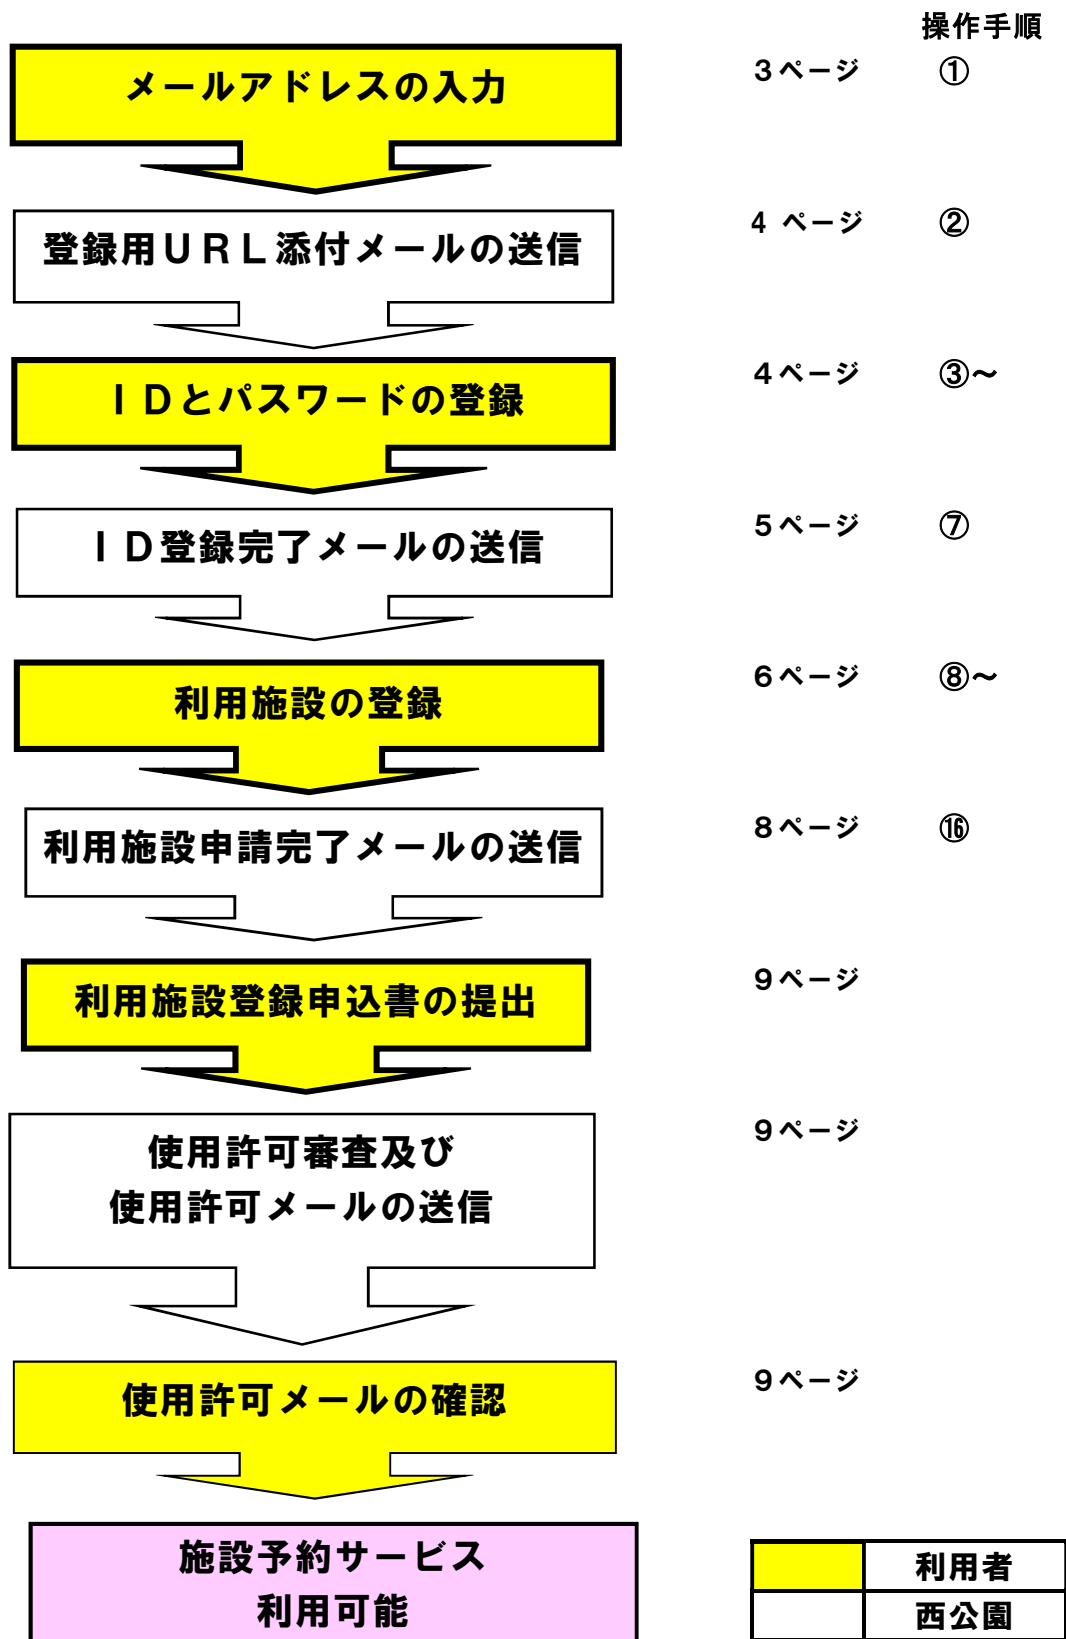 操作手順
メールアドレスの入力 3ページ ①
登録用URL添付メールの送信 4 ページ ②
IDとパスワードの登録 4ページ ③~
ID登録完了メールの送信 5ページ ⑦
利用施設の登録 6ページ ⑧~
利用施設申請完了メールの送信 8ページ ⑯
利用施設登録申込書の提出 9ページ
使用許可審査及び 9ページ
使用許可メールの送信
使用許可メールの確認 9ページ
施設予約サービス
利用可能
利用者
西公園